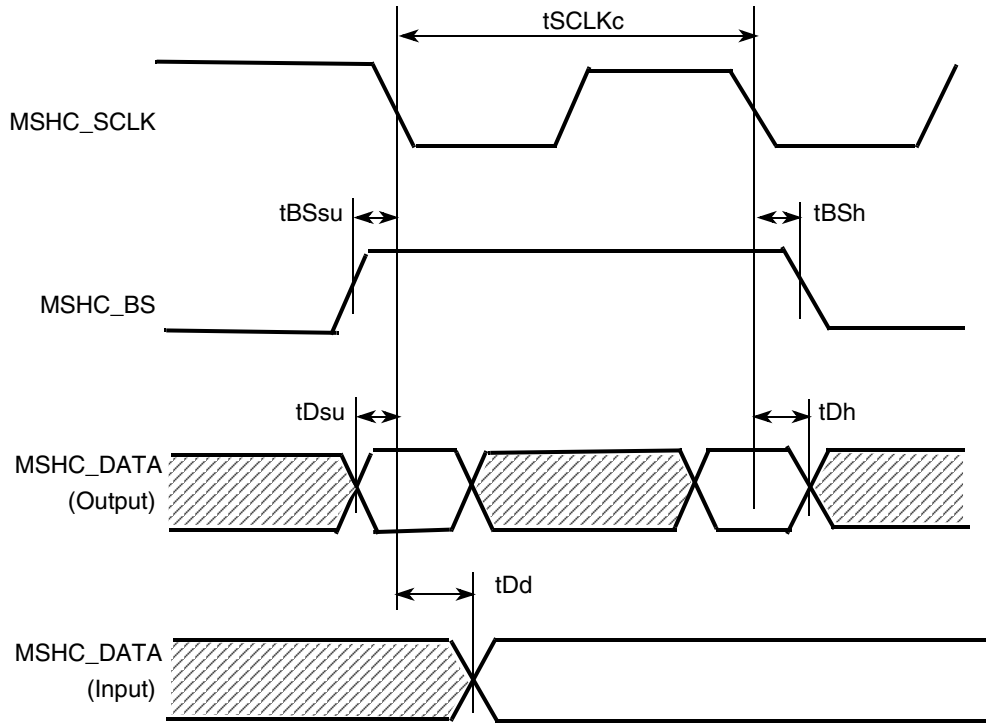 tSCLKc
MSHC_SCLK
tBSsu
tBSh
MSHC_BS
tDsu
tDh
MSHC_DATA
(Output)
tDd
MSHC_DATA
(Input)